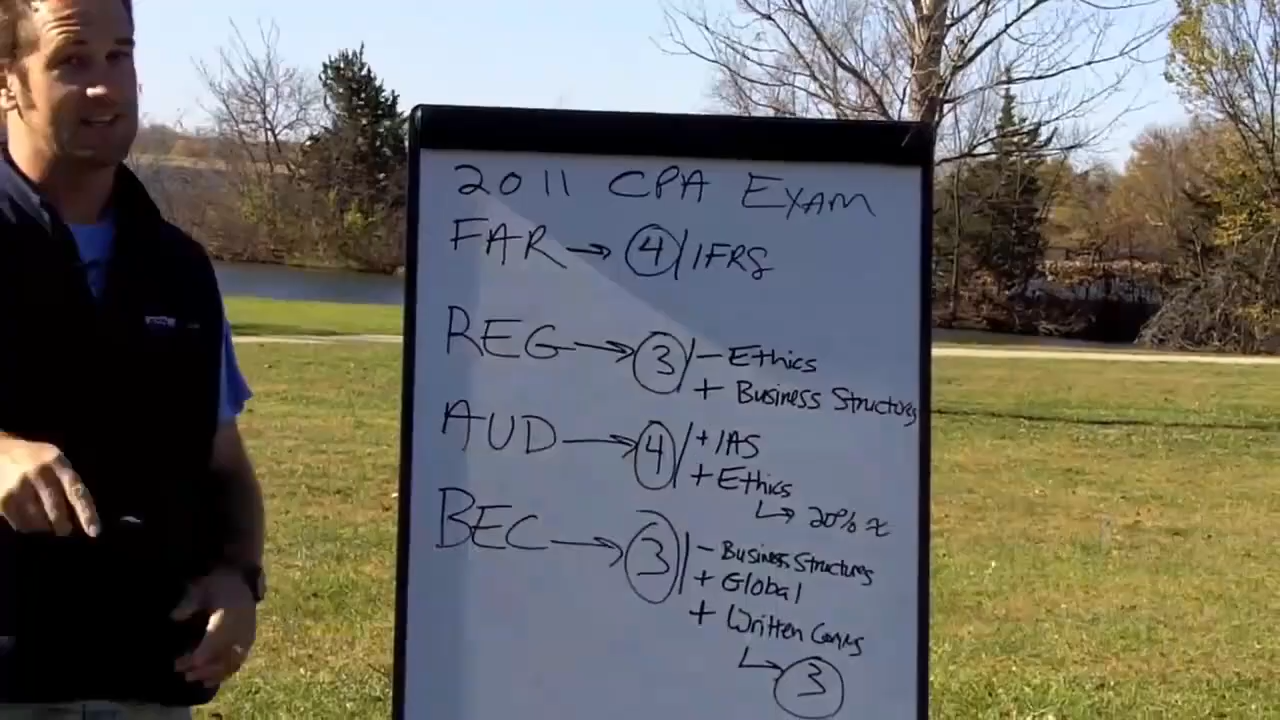 2011 CPA EXAM
FAR → 4 / IFRS
REG → 3 / - Ethics
+ Business Structures
AUD → 4 / + IAS
+ Ethics
↳ 20%
BEC → 3 / - Business Structures
+ Global
+ Written Comms
↳ 3